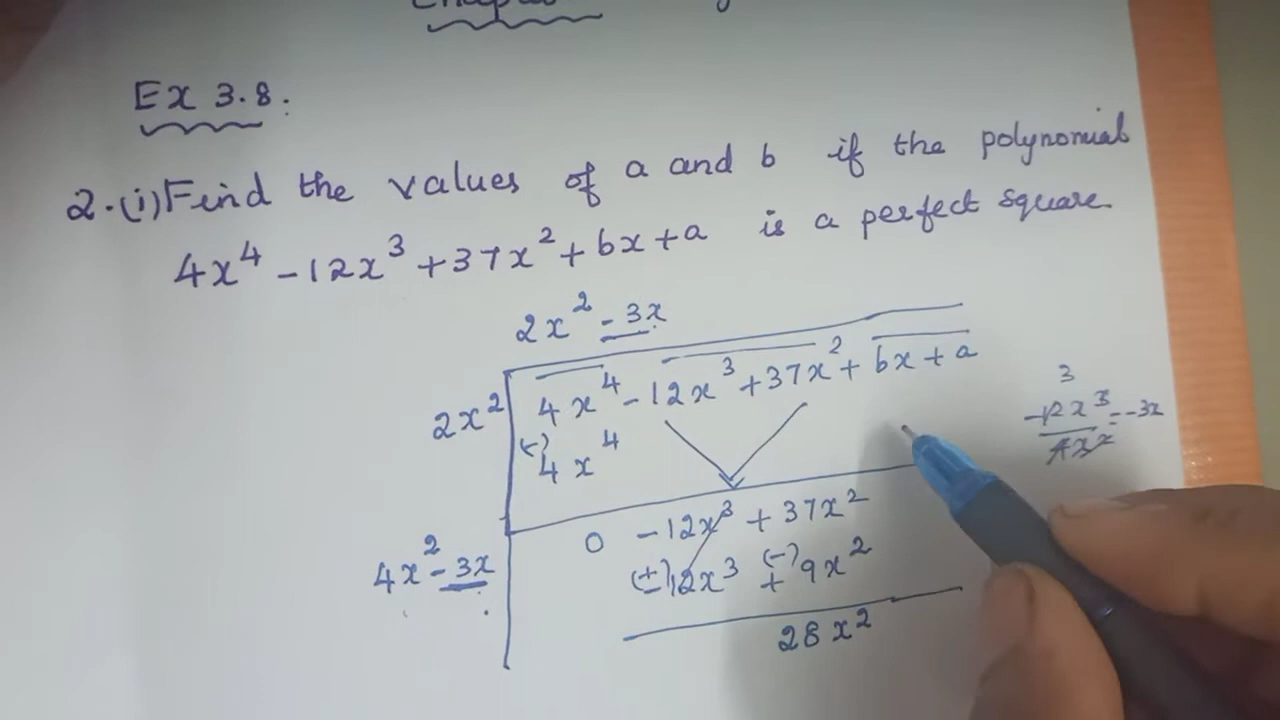 Ex 3.8.
2.(i) Find the values of a and b if the polynomial
4x⁴ - 12x³ + 37x² + bx + a is a perfect square.
2x² - 3x
2x² 4x⁴ - 12x³ + 37x² + bx + a
(-) 4x⁴
3
-12x³
4x² = -3x
0 -12x³ + 37x²
4x² - 3x (+) 12x³ (-) + 9x²
28x²